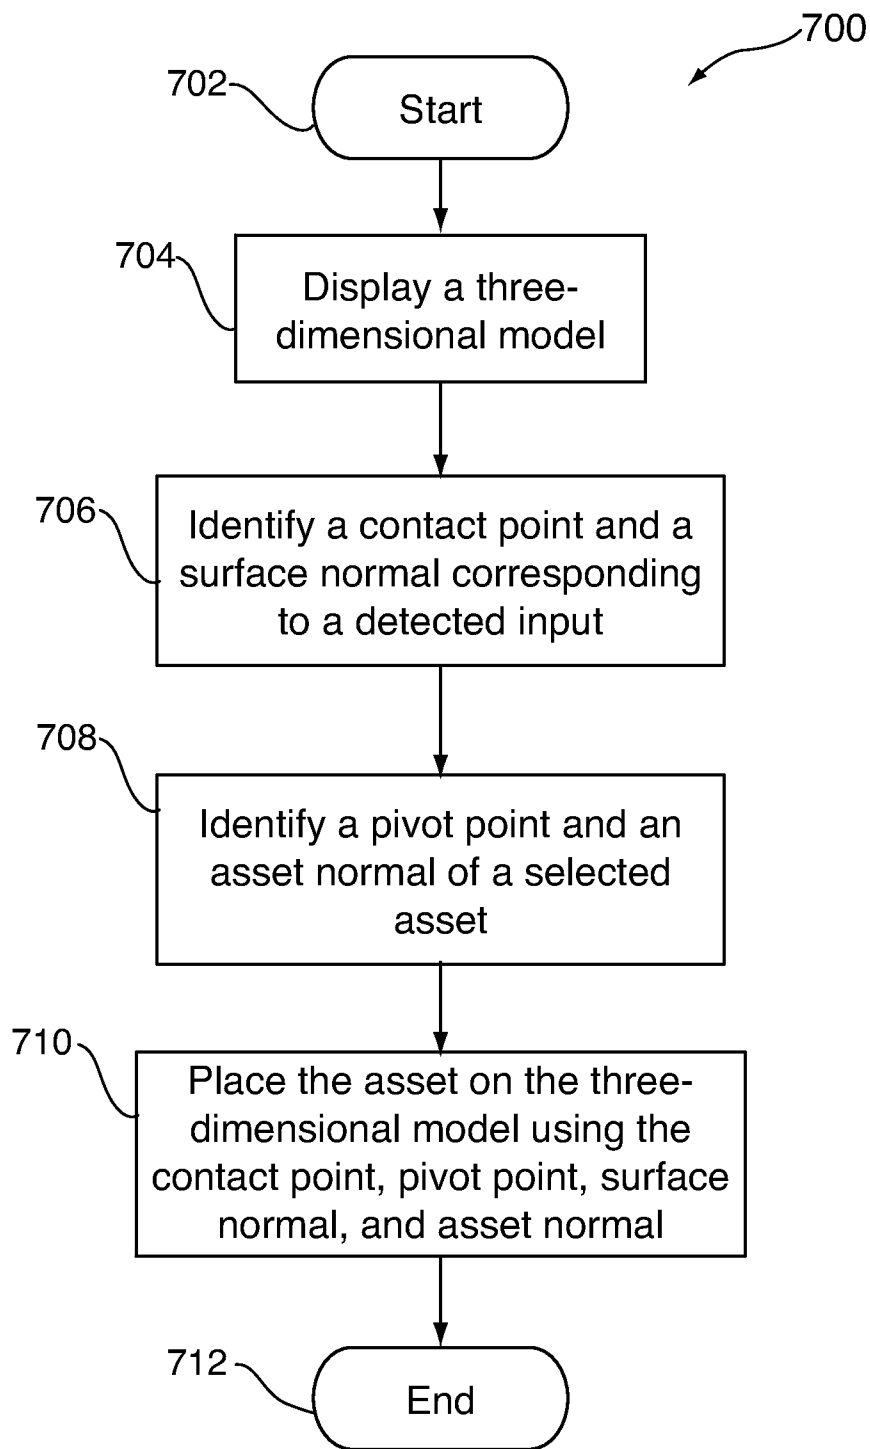 700
702
Start
704
Display a three-
dimensional model
706
Identify a contact point and a
surface normal corresponding
to a detected input
708
Identify a pivot point and an
asset normal of a selected
asset
710
Place the asset on the three-
dimensional model using the
contact point, pivot point, surface
normal, and asset normal
712
End